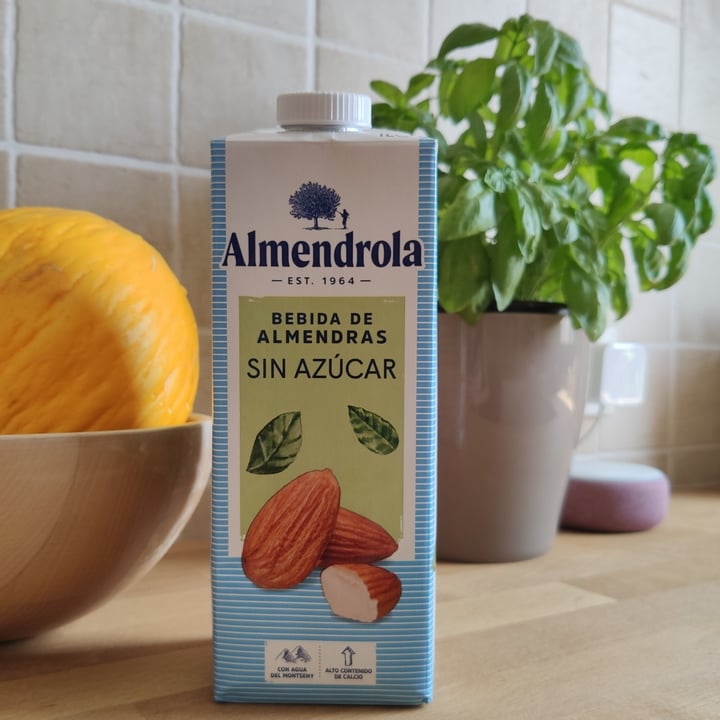 Almendrola
EST. 1964
BEBIDA DE
ALMENDRAS
SIN AZÚCAR
CON AGUA
DEL MONTSENY
ALTO CONTENIDO
DE CALCIO